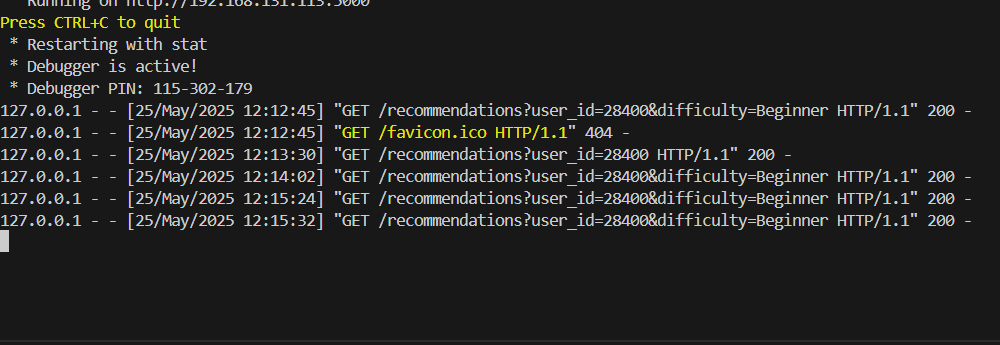 Running on http://192.168.131.113:5000
Press CTRL+C to quit
 * Restarting with stat
 * Debugger is active!
 * Debugger PIN: 115-302-179
127.0.0.1 - - [25/May/2025 12:12:45] "GET /recommendations?user_id=28400&difficulty=Beginner HTTP/1.1" 200 -
127.0.0.1 - - [25/May/2025 12:12:45] "GET /favicon.ico HTTP/1.1" 404 -
127.0.0.1 - - [25/May/2025 12:13:30] "GET /recommendations?user_id=28400 HTTP/1.1" 200 -
127.0.0.1 - - [25/May/2025 12:14:02] "GET /recommendations?user_id=28400&difficulty=Beginner HTTP/1.1" 200 -
127.0.0.1 - - [25/May/2025 12:15:24] "GET /recommendations?user_id=28400&difficulty=Beginner HTTP/1.1" 200 -
127.0.0.1 - - [25/May/2025 12:15:32] "GET /recommendations?user_id=28400&difficulty=Beginner HTTP/1.1" 200 -